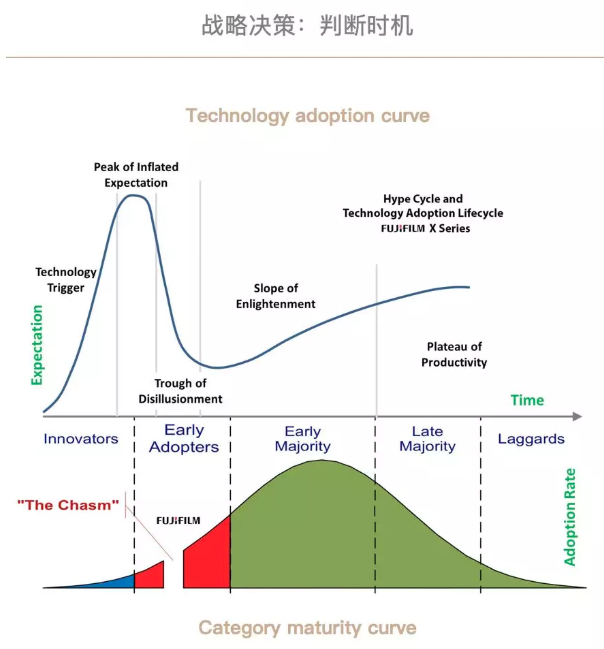 战略决策：判断时机
Technology adoption curve
Peak of Inflated
Expectation
Hype Cycle and
Technology Adoption Lifecycle
FUJIFILM X Series
Technology
Trigger
Slope of
Enlightenment
Expectation
Plateau of
Productivity
Trough of
Disillusionment
Time
Innovators
Early
Adopters
Early
Majority
Late
Majority
Laggards
"The Chasm"
FUJIFILM
Adoption Rate
Category maturity curve